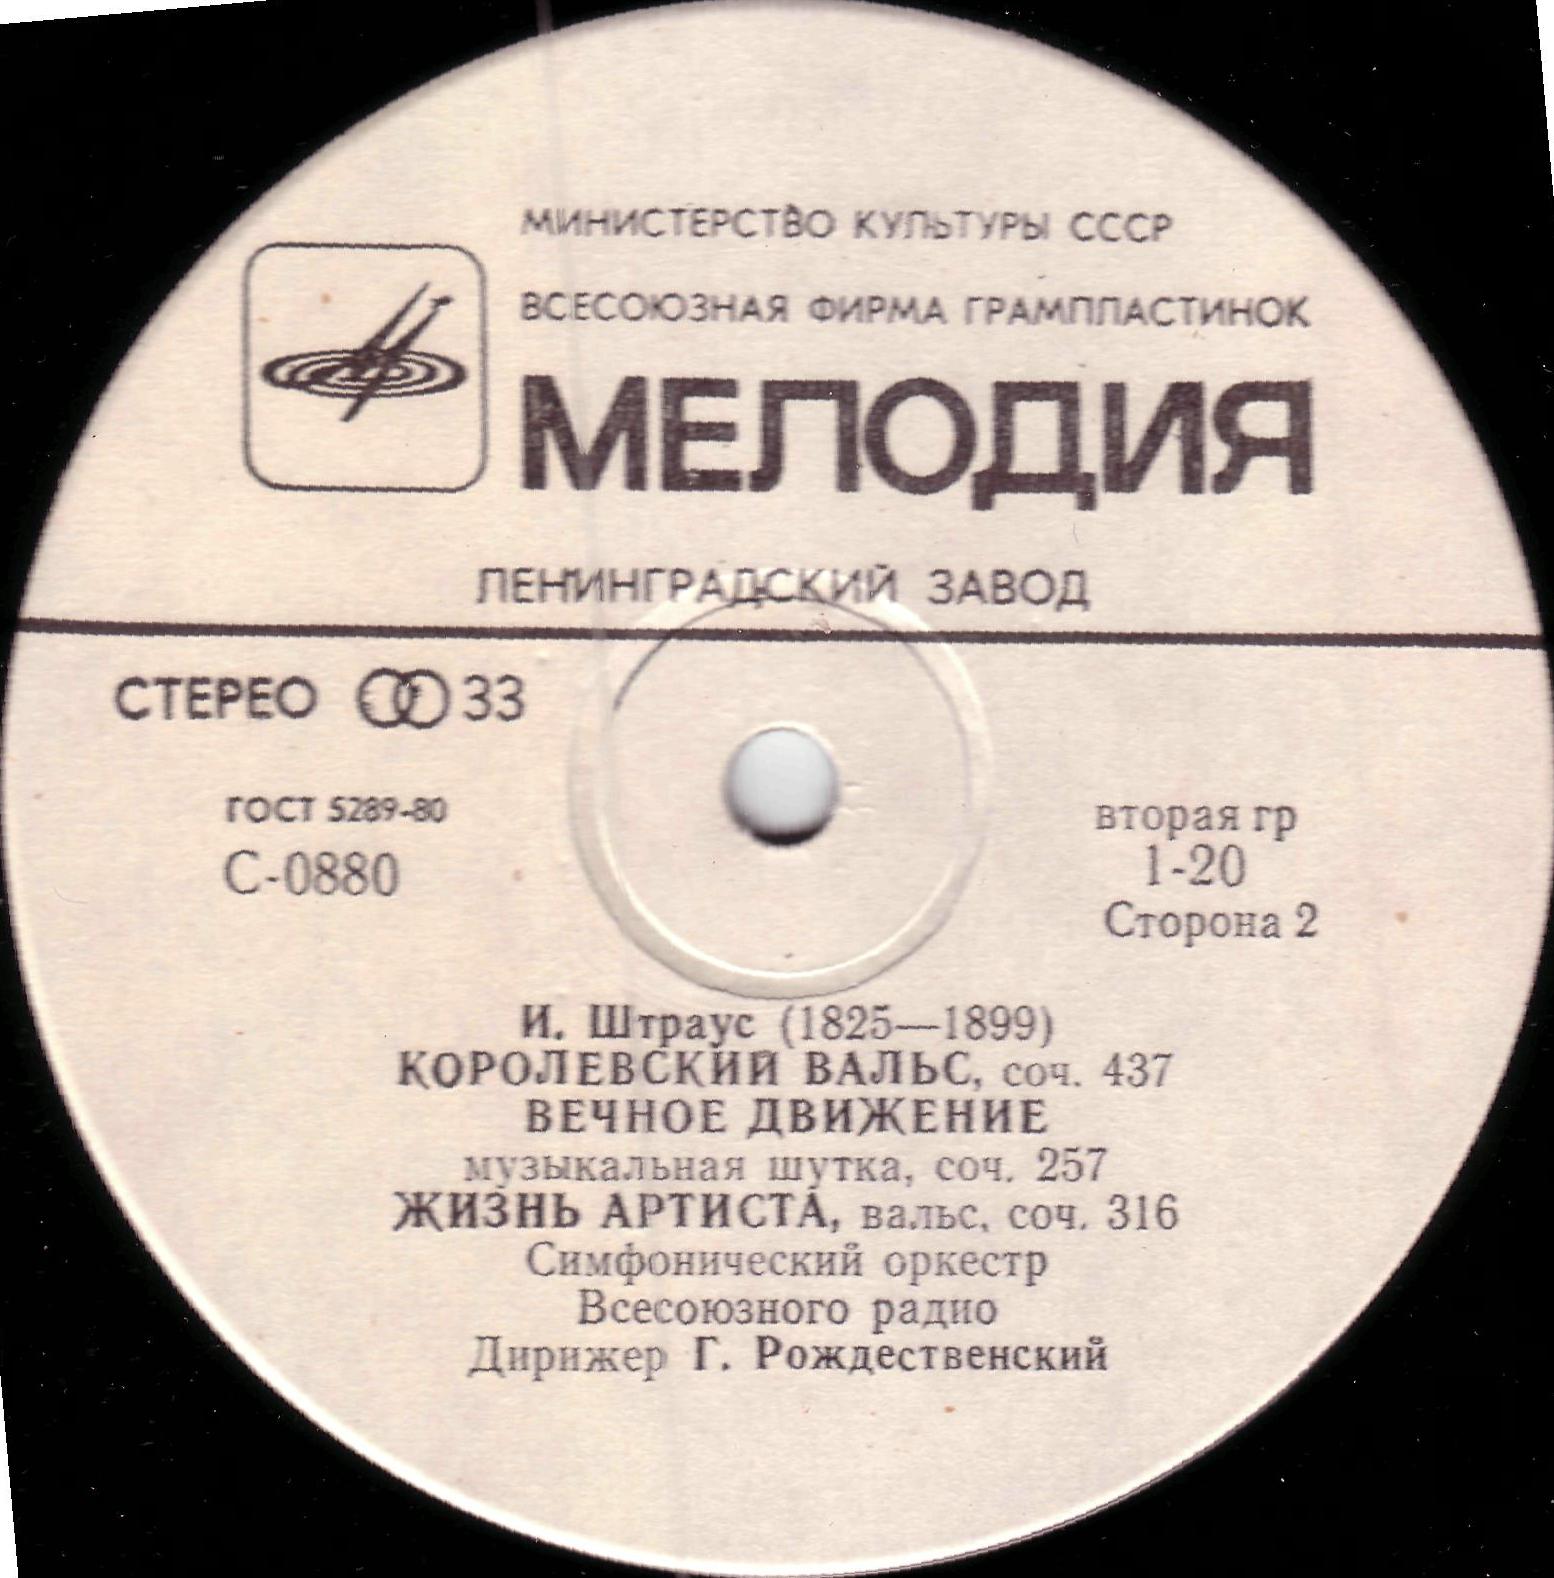 МИНИСТЕРСТВО КУЛЬТУРЫ СССР
ВСЕСОЮЗНАЯ ФИРМА ГРАМПЛАСТИНОК
МЕЛОДИЯ
ЛЕНИНГРАДСКИЙ ЗАВОД
СТЕРЕО 33
ГОСТ 5289-80
С-0880
вторая гр
1-20
Сторона 2
И. Штраус (1825—1899)
КОРОЛЕВСКИЙ ВАЛЬС, соч. 437
ВЕЧНОЕ ДВИЖЕНИЕ
музыкальная шутка, соч. 257
ЖИЗНЬ АРТИСТА, вальс, соч. 316
Симфонический оркестр
Всесоюзного радио
Дирижер Г. Рождественский